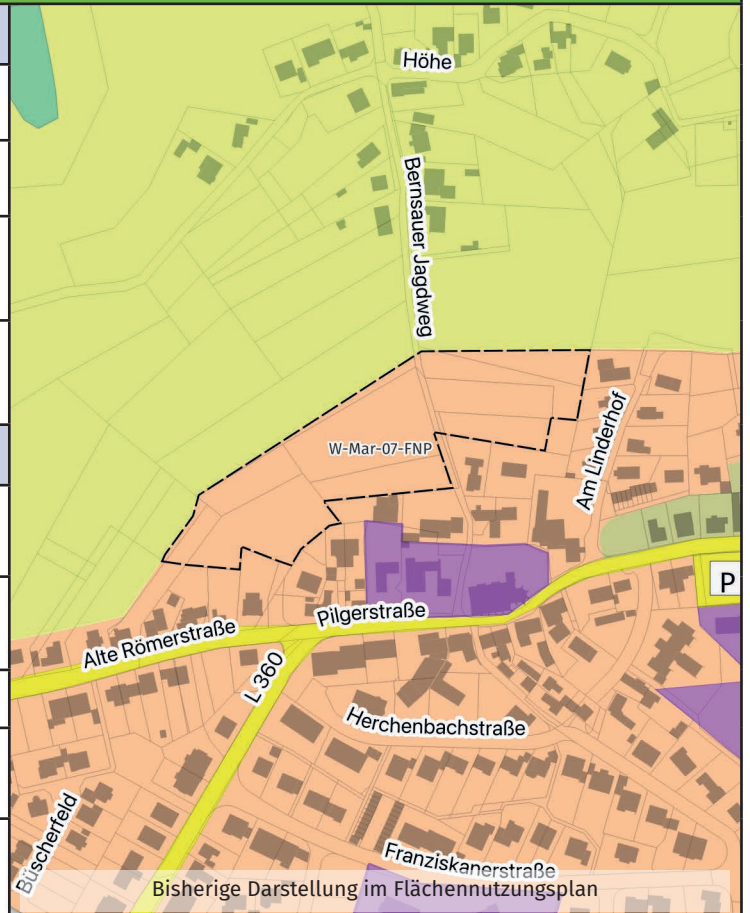 Höhe
Bernsauer Jagdweg
W-Mar-07-FNP
Am Linderhof
P
Pilgerstraße
Alte Römerstraße
L 360
Herchenbachstraße
Büscherfeld
Franziskanerstraße
Bisherige Darstellung im Flächennutzungsplan